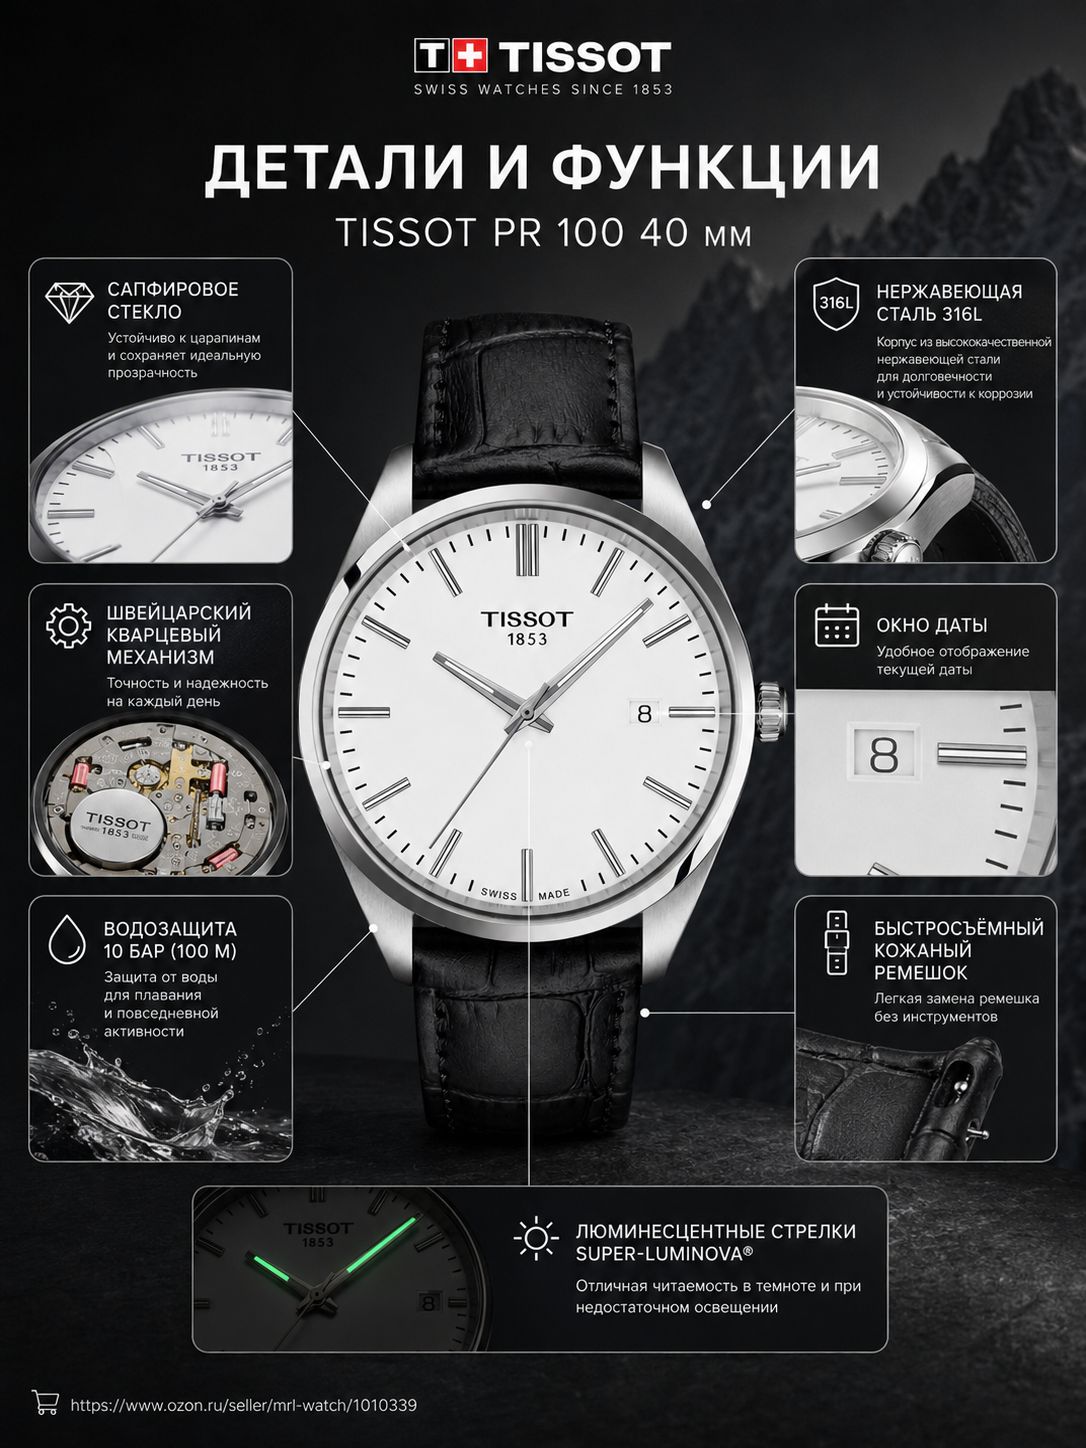 T+ TISSOT
SWISS WATCHES SINCE 1853
ДЕТАЛИ И ФУНКЦИИ
TISSOT PR 100 40 мм
САПФИРОВОЕ
СТЕКЛО
Устойчиво к царапинам
и сохраняет идеальную
прозрачность
TISSOT
1853
ШВЕЙЦАРСКИЙ
КВАРЦЕВЫЙ
МЕХАНИЗМ
Точность и надежность
на каждый день
TISSOT
1853
ВОДОЗАЩИТА
10 БАР (100 М)
Защита от воды
для плавания
и повседневной
активности
TISSOT
1853
8
SWISS MADE
316L
НЕРЖАВЕЮЩАЯ
СТАЛЬ 316L
Корпус из высококачественной
нержавеющей стали
для долговечности
и устойчивости к коррозии
ОКНО ДАТЫ
Удобное отображение
текущей даты
8
БЫСТРОСЪЁМНЫЙ
КОЖАНЫЙ
РЕМЕШОК
Легкая замена ремешка
без инструментов
TISSOT
1853
8
ЛЮМИНЕСЦЕНТНЫЕ СТРЕЛКИ
SUPER-LUMINOVA®
Отличная читаемость в темноте и при
недостаточном освещении
https://www.ozon.ru/seller/mrl-watch/1010339